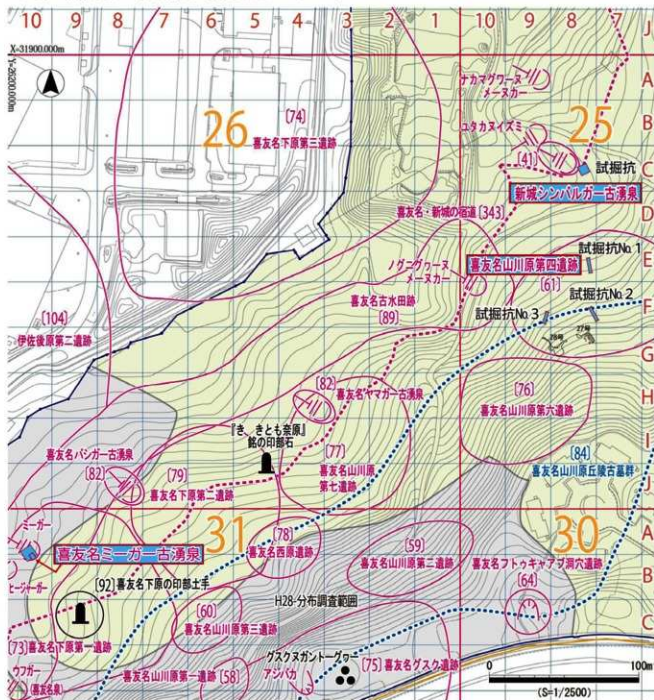 10 9 8 7 6 5 4 3 2 1 10 9 8 7
X=31900.000m
Y=26200.000m
J
A
B
C
D
E
F
G
H
I
J
A
B
C
26
25
31
30
ナカマグワーヌ
メーヌカー
ユタカヌイズミ
[41]
試掘抗
新城シンバルガー古湧泉
[74]
喜友名下原第三遺跡
喜友名・新城の宿道[343]
ノグニグヮーヌ
メーヌカー
喜友名山川原第四遺跡
[61]
試掘抗No.1
試掘抗No.2
試掘抗No.3
28号
27号
喜友名古水田跡
[89]
[104]
伊佐後原第二遺跡
[82]
喜友名ヤマガー古湧泉
[76]
喜友名山川原第六遺跡
『き ゝきとも奈原』
銘の印部石
[77]
喜友名山川原
第七遺跡
喜友名バシガー古湧泉
[82]
[79]
喜友名下原第二遺跡
[84]
喜友名山川原丘陵古墓群
ミーガー
喜友名ミーガー古湧泉
ヒージャーガー
[78]
喜友名西原遺跡
[59]
喜友名山川原第二遺跡
喜友名フトゥキャアブ洞穴遺跡
[64]
[92]喜友名下原の印部土手
H28-分布調査範囲
[60]
喜友名山川原第三遺跡
[73]喜友名下原第一遺跡
ウフガー
(喜友名泉)
喜友名山川原第一遺跡
[58]
グスクヌガントーグヮー
アシバカ
[75]喜友名グスク遺跡
0 100m
(S=1/2500)